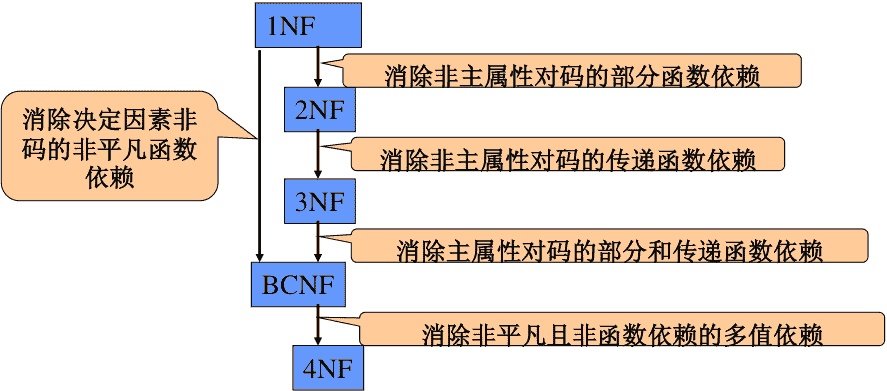 1NF
消除非主属性对码的部分函数依赖
消除决定因素非
码的非平凡函数
依赖
2NF
消除非主属性对码的传递函数依赖
3NF
消除主属性对码的部分和传递函数依赖
BCNF
消除非平凡且非函数依赖的多值依赖
4NF